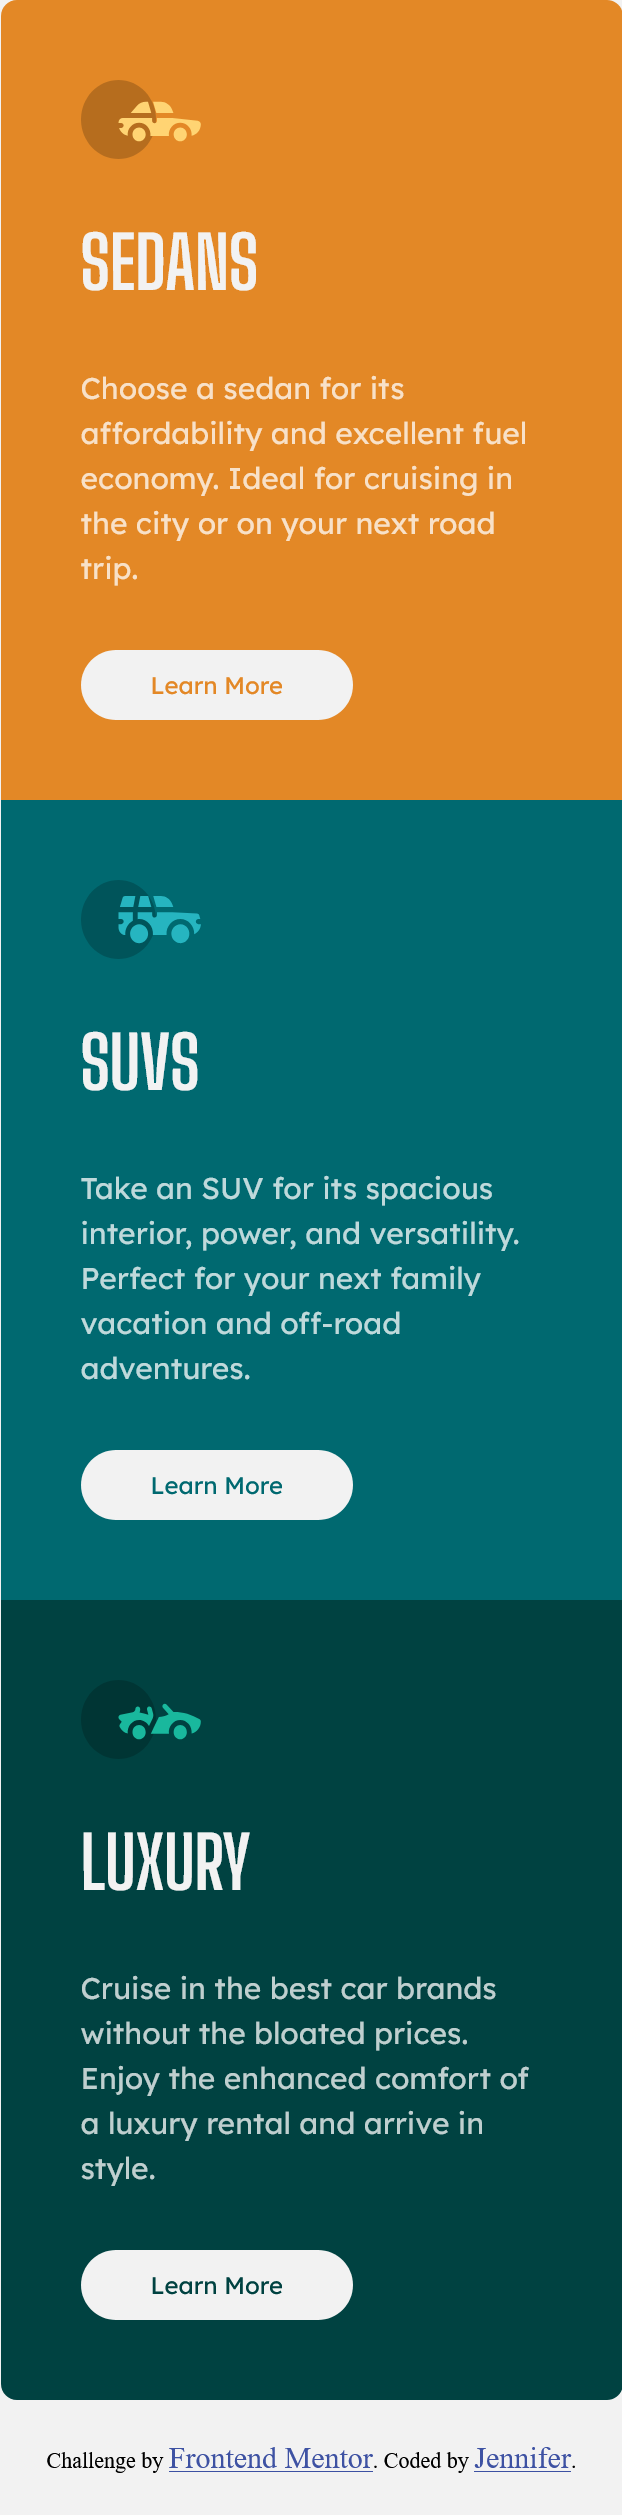 SEDANS
Choose a sedan for its
affordability and excellent fuel
economy. Ideal for cruising in
the city or on your next road
trip.
Learn More
SUVS
Take an SUV for its spacious
interior, power, and versatility.
Perfect for your next family
vacation and off-road
adventures.
Learn More
LUXURY
Cruise in the best car brands
without the bloated prices.
Enjoy the enhanced comfort of
a luxury rental and arrive in
style.
Learn More
Challenge by Frontend Mentor. Coded by Jennifer.